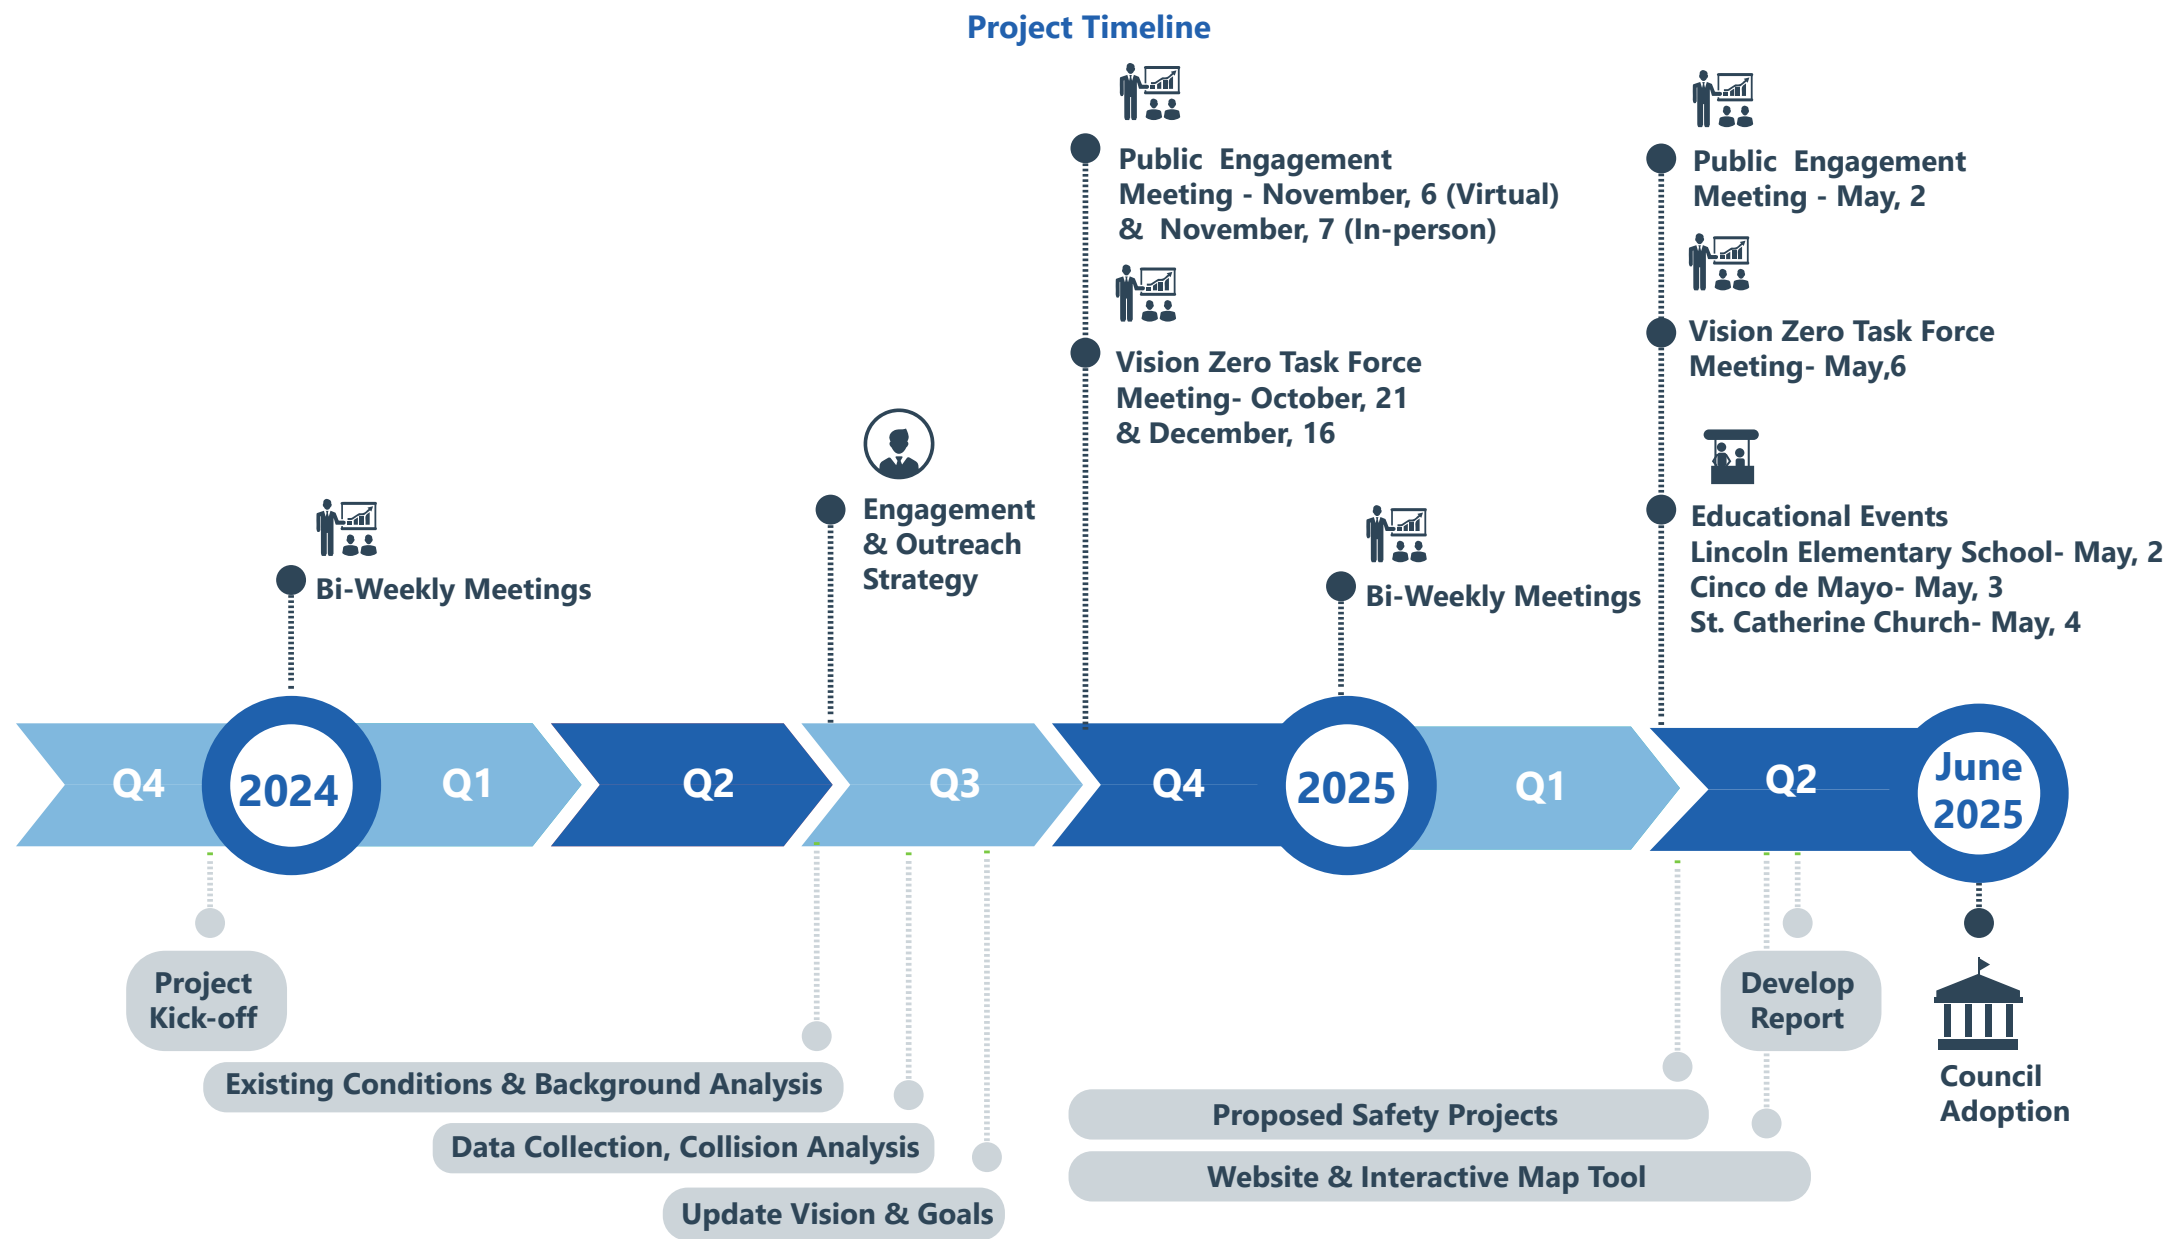 Project Timeline
Public Engagement
Meeting - November, 6 (Virtual)
& November, 7 (In-person)
Vision Zero Task Force
Meeting- October, 21
& December, 16
Public Engagement
Meeting - May, 2
Vision Zero Task Force
Meeting- May,6
Educational Events
Lincoln Elementary School- May, 2
Cinco de Mayo- May, 3
St. Catherine Church- May, 4
Bi-Weekly Meetings
Engagement
& Outreach
Strategy
Bi-Weekly Meetings
Q4
2024
Q1
Q2
Q3
Q4
2025
Q1
Q2
June
2025
Project
Kick-off
Existing Conditions & Background Analysis
Data Collection, Collision Analysis
Update Vision & Goals
Proposed Safety Projects
Website & Interactive Map Tool
Develop
Report
Council
Adoption